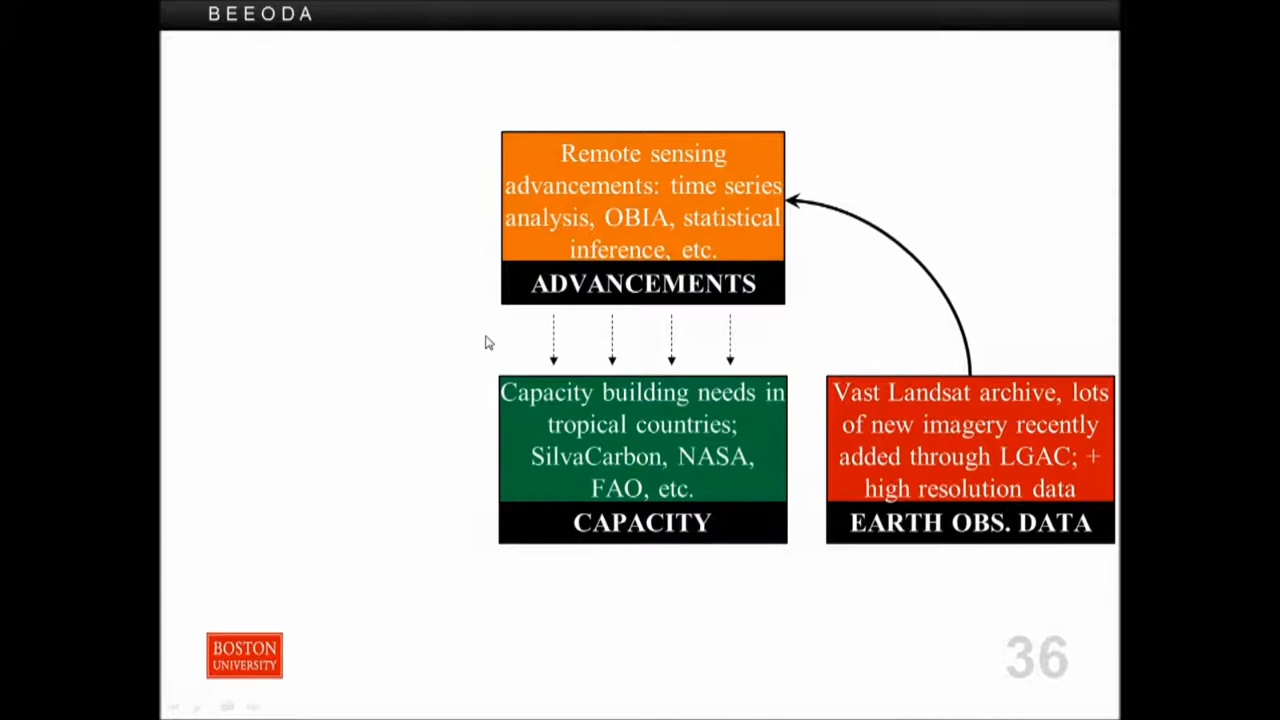 BEEODA
Remote sensing
advancements: time series
analysis, OBIA, statistical
inference, etc.
ADVANCEMENTS
Capacity building needs in
tropical countries;
SilvaCarbon, NASA,
FAO, etc.
CAPACITY
Vast Landsat archive, lots
of new imagery recently
added through LGAC; +
high resolution data
EARTH OBS. DATA
BOSTON
UNIVERSITY
36